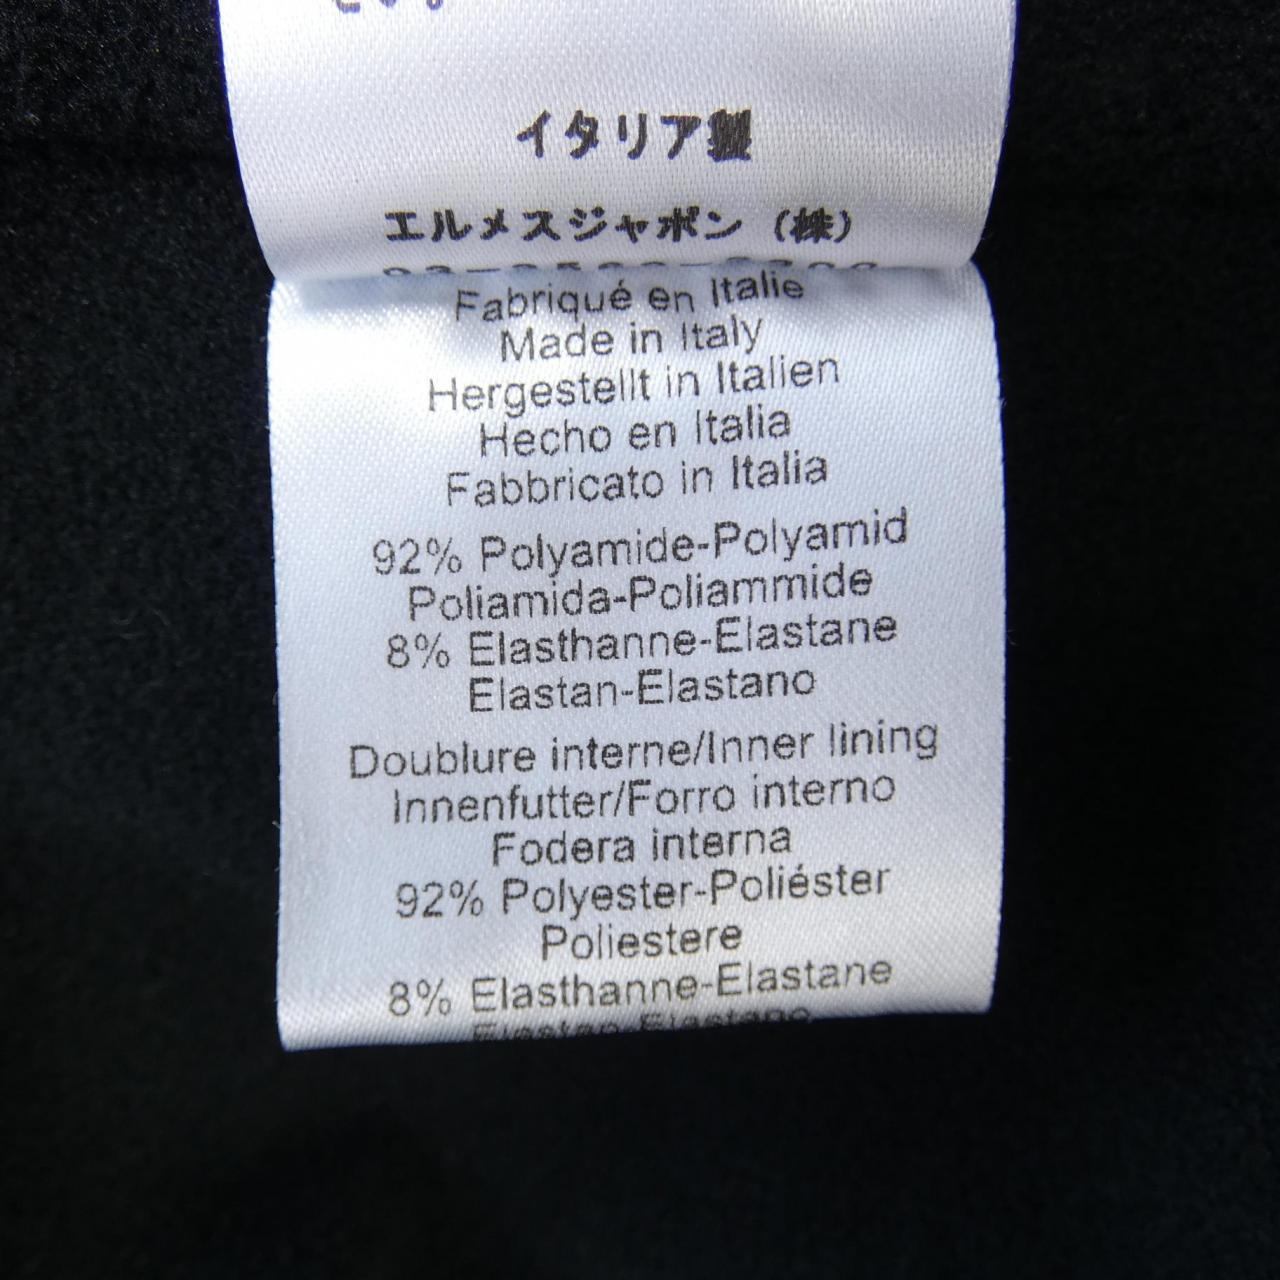 イタリア製
エルメスジャポン（株）
Fabriqué en Italie
Made in Italy
Hergestellt in Italien
Hecho en Italia
Fabbricato in Italia
92% Polyamide-Polyamid
Poliamida-Poliammide
8% Elasthanne-Elastane
Elastan-Elastano
Doublure interne/Inner lining
Innenfutter/Forro interno
Fodera interna
92% Polyester-Poliéster
Poliestere
8% Elasthanne-Elastane
Elastan-Elastano